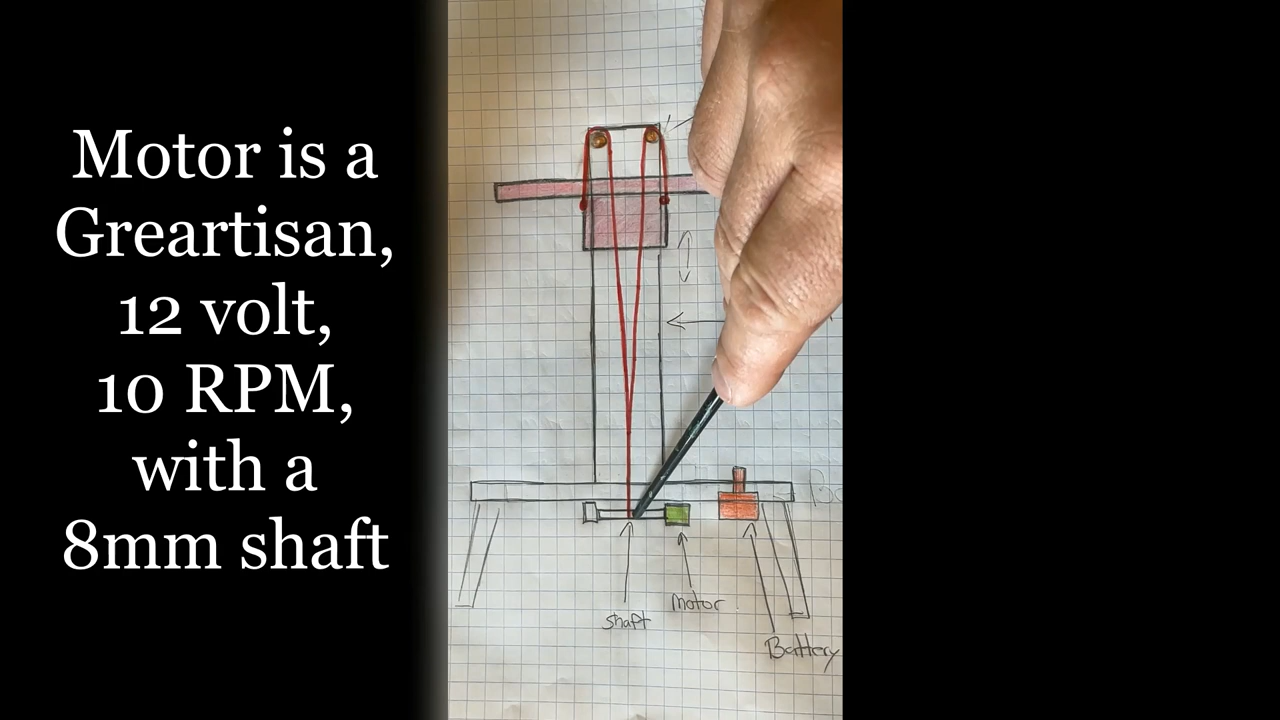 Motor is a
Greartisan,
12 volt,
10 RPM,
with a
8mm shaft
Motor
shaft
Battery